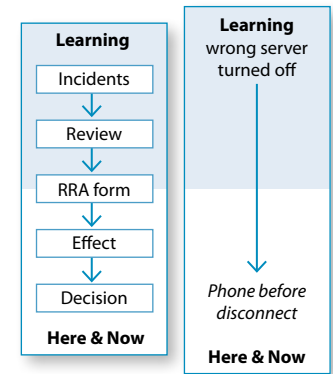 Learning
Incidents
Review
RRA form
Effect
Decision
Here & Now
Learning
wrong server
turned off
Phone before
disconnect
Here & Now